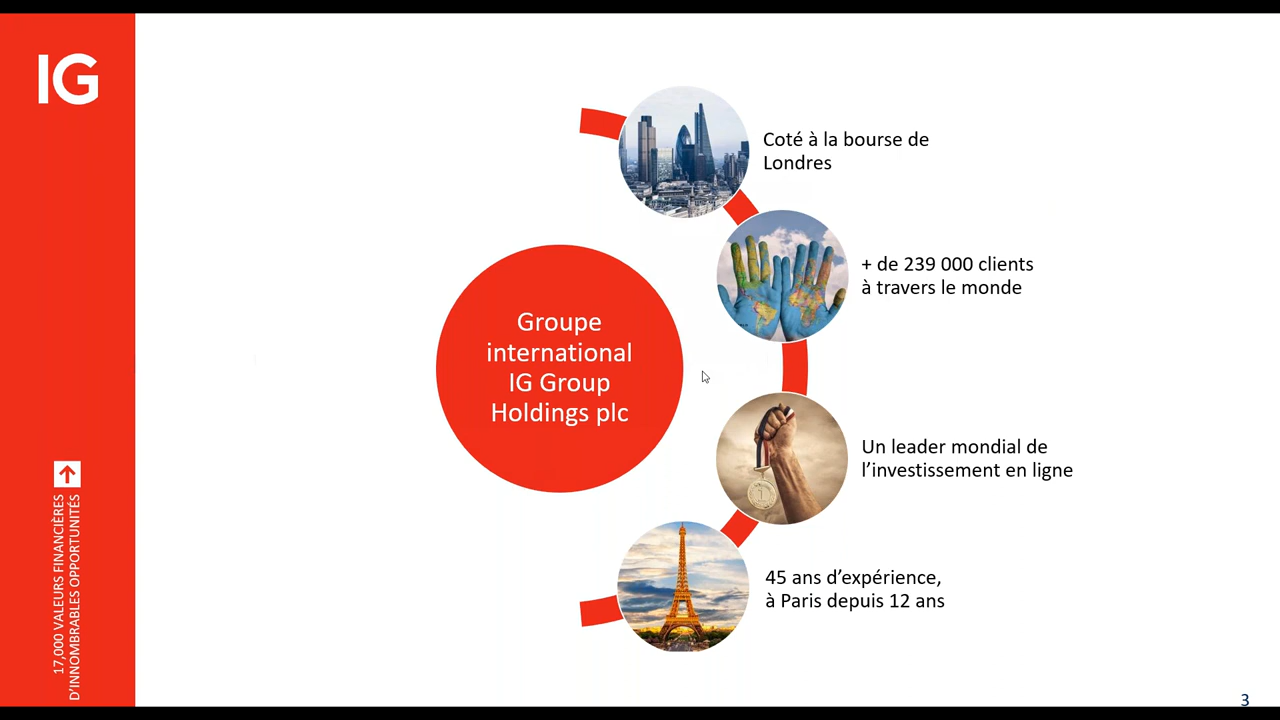 IG
17,000 VALEURS FINANCIÈRES
D'INNOMBRABLES OPPORTUNITÉS
Groupe
international
IG Group
Holdings plc
Coté à la bourse de
Londres
+ de 239 000 clients
à travers le monde
Un leader mondial de
l’investissement en ligne
45 ans d’expérience,
à Paris depuis 12 ans
3